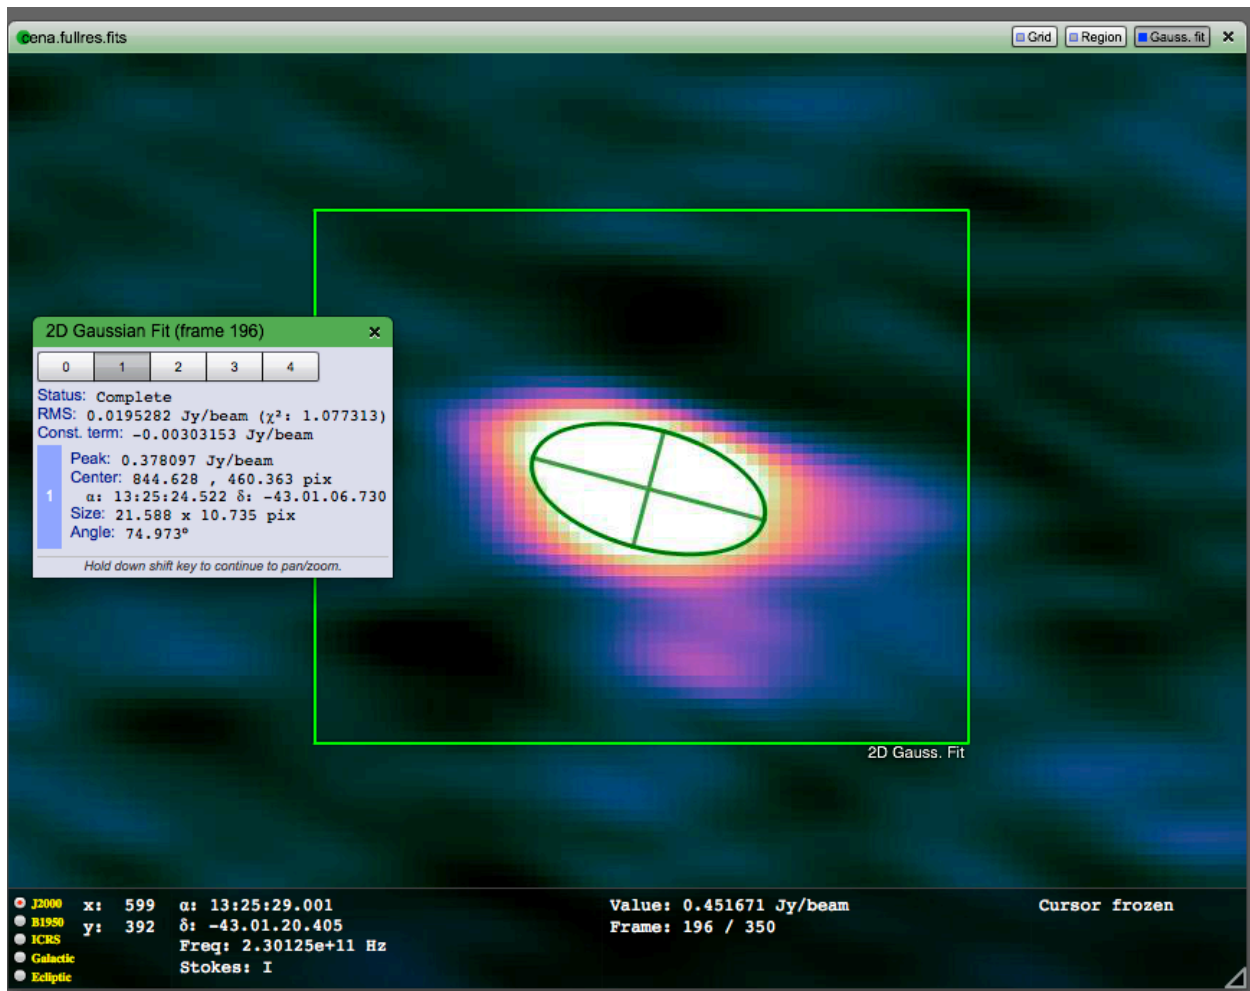 cena.fullres.fits
Grid Region Gauss. fit
2D Gaussian Fit (frame 196)
0 1 2 3 4
Status: Complete
RMS: 0.0195282 Jy/beam (χ²: 1.077313)
Const. term: -0.00303153 Jy/beam
Peak: 0.378097 Jy/beam
Center: 844.628 , 460.363 pix
1 α: 13:25:24.522 δ: -43.01.06.730
Size: 21.588 x 10.735 pix
Angle: 74.973°
Hold down shift key to continue to pan/zoom.
2D Gauss. Fit
J2000 x: 599 α: 13:25:29.001 Value: 0.451671 Jy/beam Cursor frozen
B1950 y: 392 δ: -43.01.20.405 Frame: 196 / 350
ICRS Freq: 2.30125e+11 Hz
Galactic Stokes: I
Ecliptic